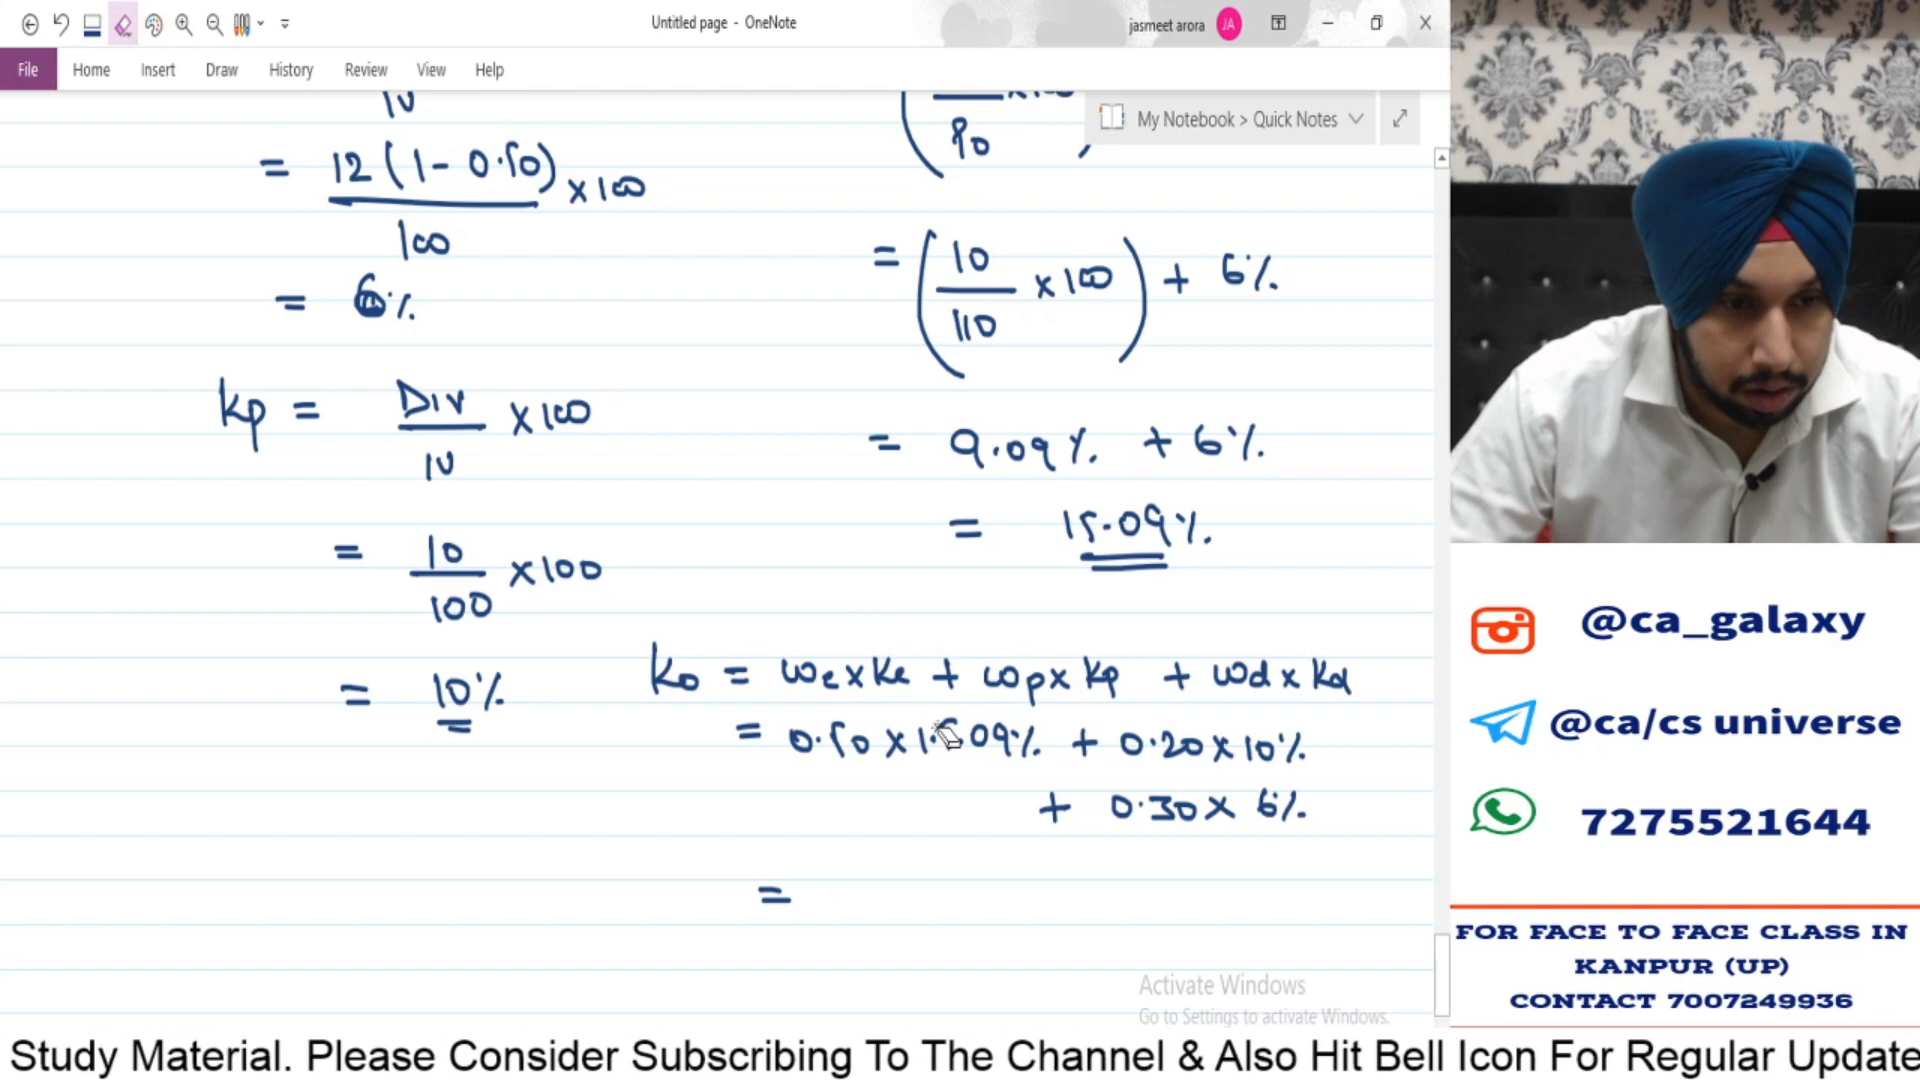 Untitled page - OneNote
jasmeet arora
JA
File Home Insert Draw History Review View Help
My Notebook > Quick Notes
IV
= 12 (1 - 0.50) × 100
100
= 6%
Kp = Div × 100
IV
= 10 × 100
100
= 10%
×100
90
= ( 10 × 100 ) + 6%
110
= 9.09% + 6%
= 15.09%
Ko = We × Ke + Wp × Kp + Wd × Kd
= 0.50 × 15.09% + 0.20 × 10%
+ 0.30 × 6%
=
Activate Windows
Go to Settings to activate Windows.
@ca_galaxy
@ca/cs universe
7275521644
FOR FACE TO FACE CLASS IN
KANPUR (UP)
CONTACT 7007249936
Study Material. Please Consider Subscribing To The Channel & Also Hit Bell Icon For Regular Update